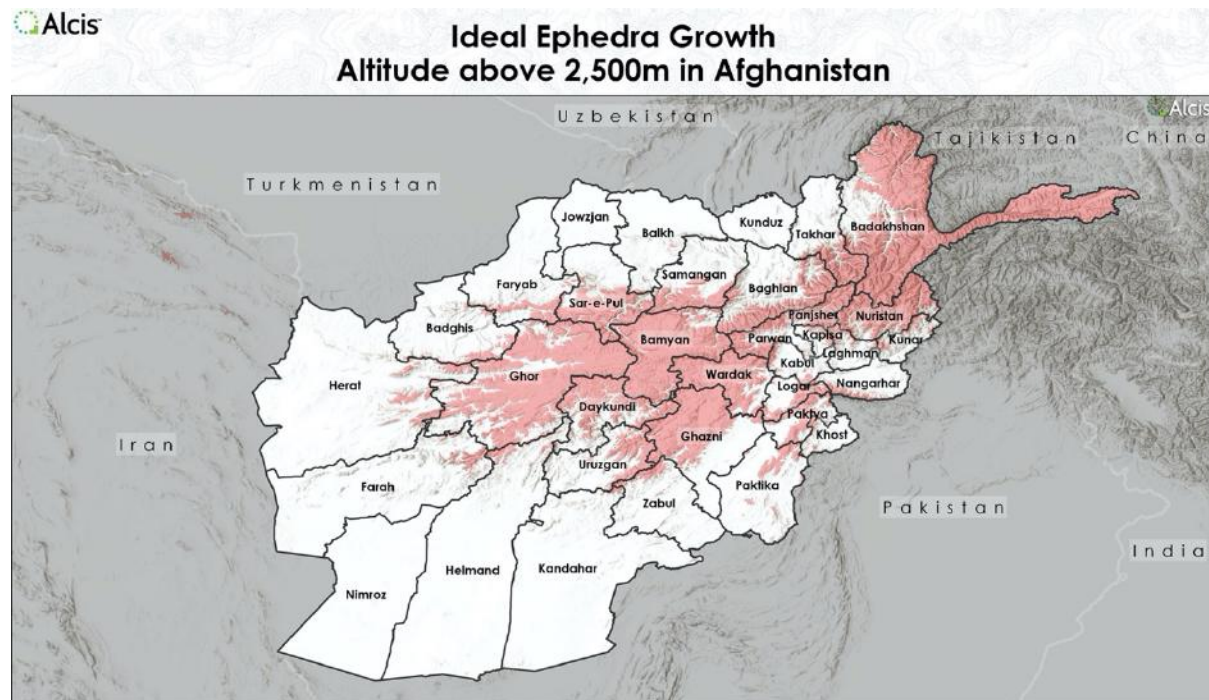 Alcis
Ideal Ephedra Growth
Altitude above 2,500m in Afghanistan
Alcis
Uzbekistan
Tajikistan
China
Turkmenistan
Jowzjan
Balkh
Kunduz
Takhar
Badakhshan
Faryab
Sar-e-Pul
Samangan
Baghlan
Badghis
Bamyan
Panjsher
Nuristan
Parwan
Kapisa
Kunar
Laghman
Kabul
Herat
Ghor
Wardak
Logar
Nangarhar
Daykundi
Paktya
Khost
Ghazni
Iran
Uruzgan
Farah
Zabul
Paktika
Pakistan
India
Nimroz
Helmand
Kandahar